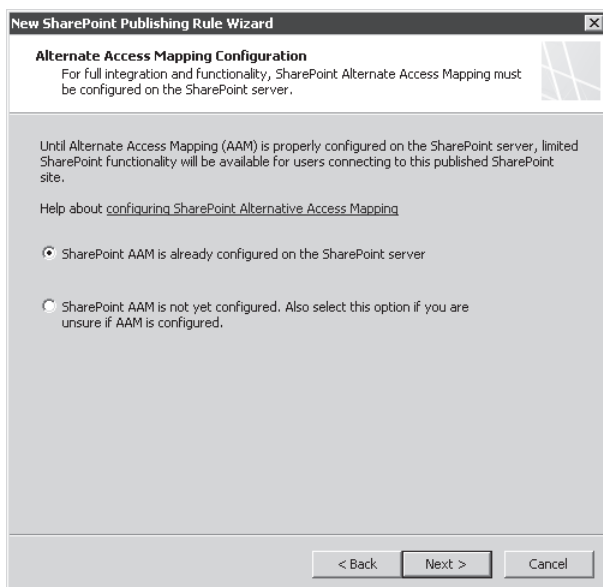 New SharePoint Publishing Rule Wizard
Alternate Access Mapping Configuration
For full integration and functionality, SharePoint Alternate Access Mapping must
be configured on the SharePoint server.
Until Alternate Access Mapping (AAM) is properly configured on the SharePoint server, limited
SharePoint functionality will be available for users connecting to this published SharePoint
site.
Help about configuring SharePoint Alternative Access Mapping
SharePoint AAM is already configured on the SharePoint server
SharePoint AAM is not yet configured. Also select this option if you are
unsure if AAM is configured.
< Back Next > Cancel